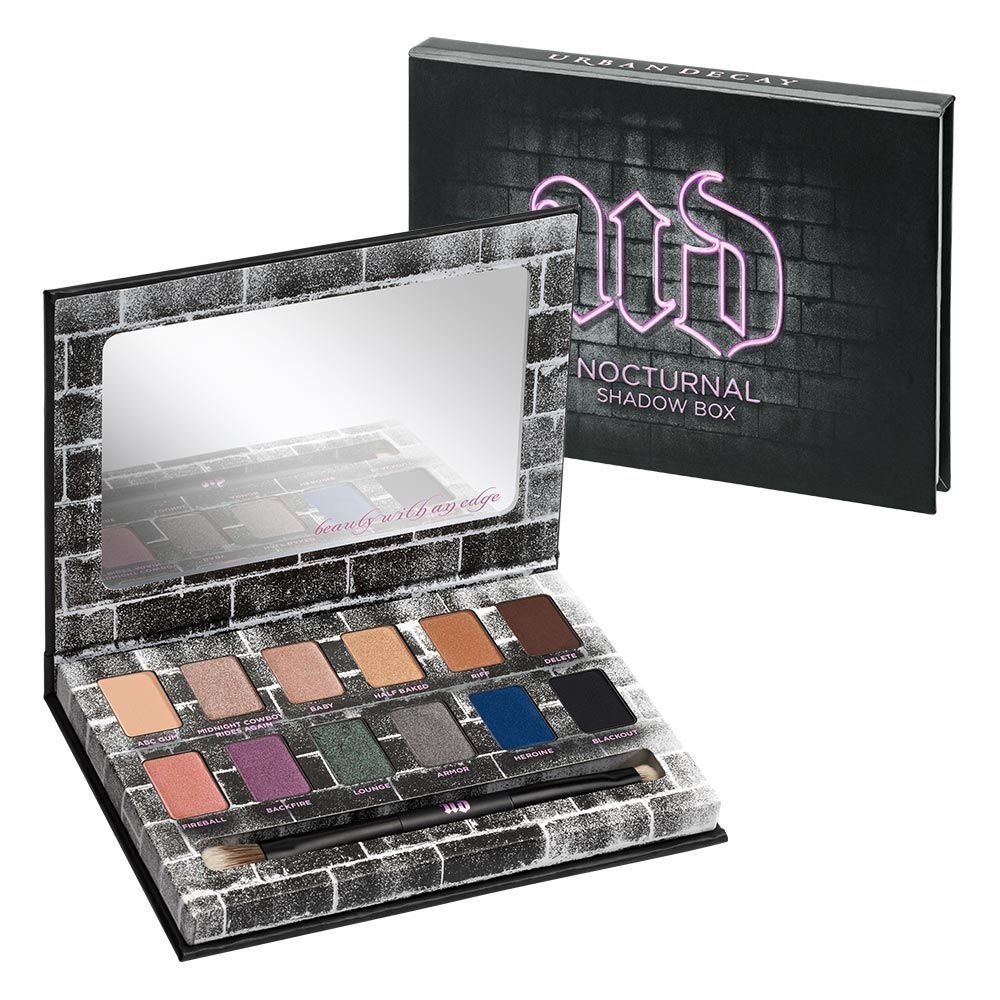 URBAN DECAY
UD
NOCTURNAL
SHADOW BOX
beauty with an edge
ABC GUM
MIDNIGHT COWBOY
RIDES AGAIN
BABY
HALF BAKED
RIFF
DELETE
FIREBALL
BACKFIRE
LOUNGE
ARMOR
HEROINE
BLACKOUT
UD